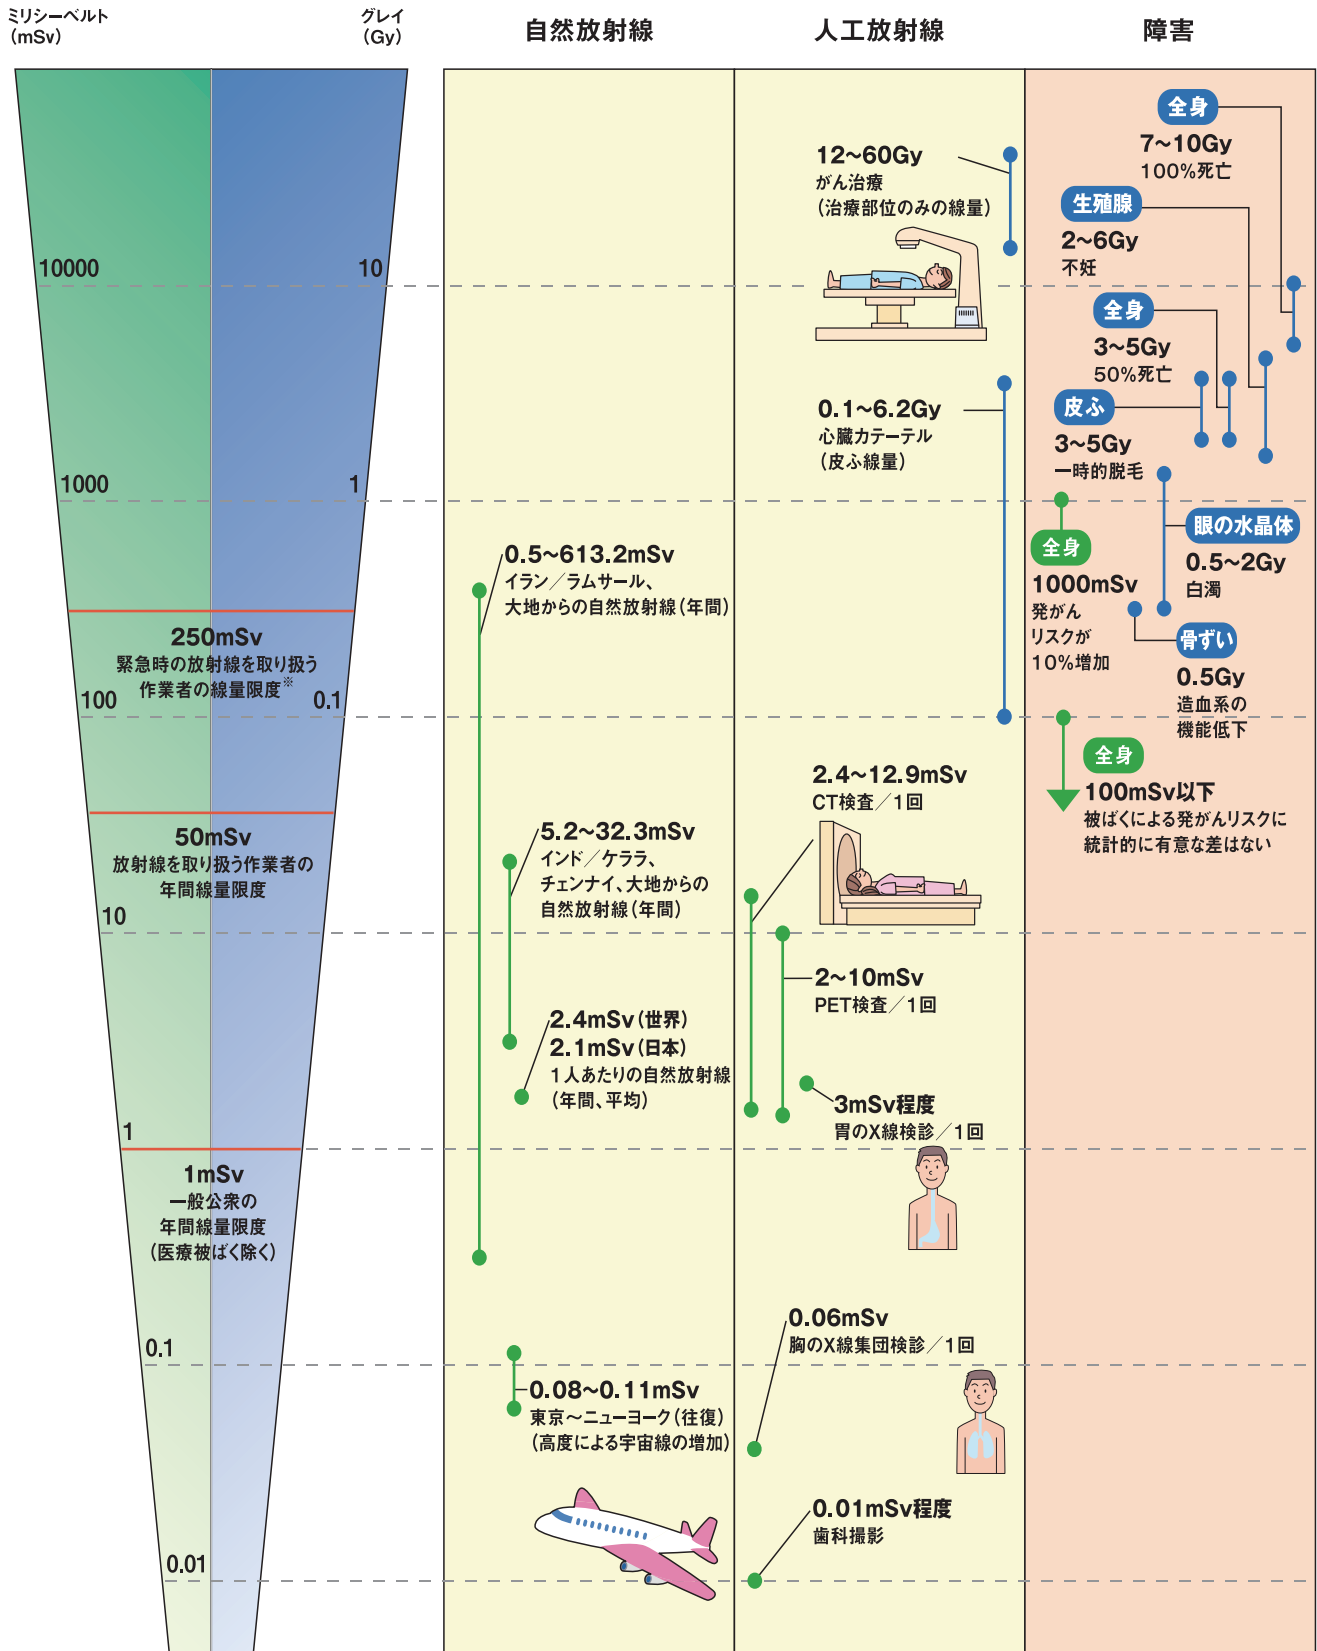 ミリシーベルト
(mSv)
グレイ
(Gy)
自然放射線
人工放射線
障害
10000
10
1000
1
100
0.1
10
1
0.1
0.01
250mSv
緊急時の放射線を取り扱う
作業者の線量限度※
50mSv
放射線を取り扱う作業者の
年間線量限度
1mSv
一般公衆の
年間線量限度
(医療被ばく除く)
0.5~613.2mSv
イラン/ラムサール、
大地からの自然放射線(年間)
5.2~32.3mSv
インド/ケララ、
チェンナイ、大地からの
自然放射線(年間)
2.4mSv(世界)
2.1mSv(日本)
1人あたりの自然放射線
(年間、平均)
0.08~0.11mSv
東京~ニューヨーク(往復)
(高度による宇宙線の増加)
12~60Gy
がん治療
(治療部位のみの線量)
0.1~6.2Gy
心臓カテーテル
(皮ふ線量)
2.4~12.9mSv
CT検査/1回
2~10mSv
PET検査/1回
3mSv程度
胃のX線検診/1回
0.06mSv
胸のX線集団検診/1回
0.01mSv程度
歯科撮影
全身
7~10Gy
100%死亡
生殖腺
2~6Gy
不妊
全身
3~5Gy
50%死亡
皮ふ
3~5Gy
一時的脱毛
全身
1000mSv
発がん
リスクが
10%増加
眼の水晶体
0.5~2Gy
白濁
骨ずい
0.5Gy
造血系の
機能低下
全身
100mSv以下
被ばくによる発がんリスクに
統計的に有意な差はない